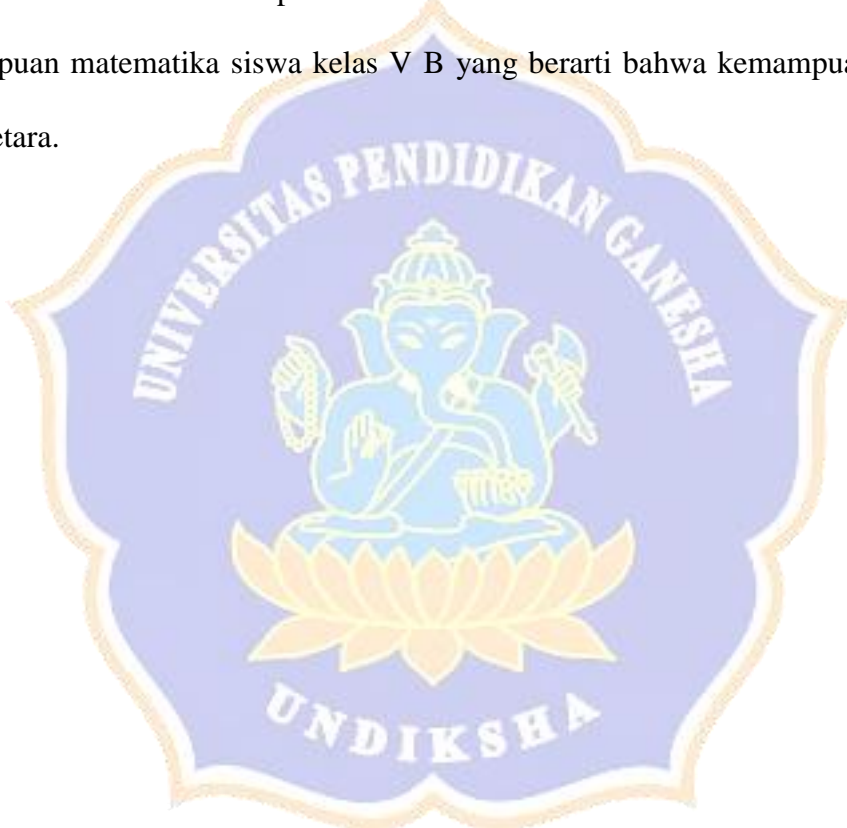 puan matematika siswa kelas V B yang berarti bahwa kemampua
etara.
UNIVERSITAS PENDIDIKAN GANESHA
UNDIKSHA